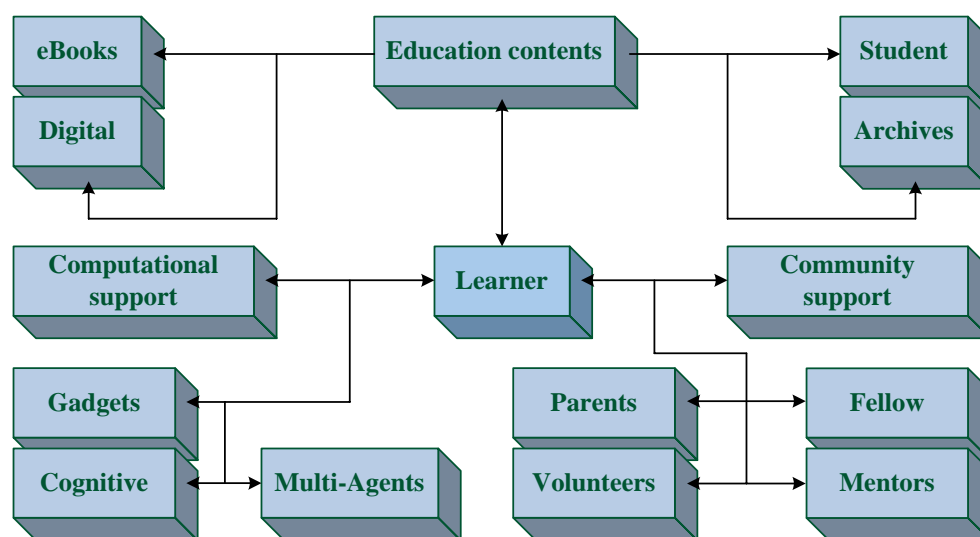 eBooks
Education contents
Student
Digital
Archives
Computational
support
Learner
Community
support
Gadgets
Parents
Fellow
Cognitive
Multi-Agents
Volunteers
Mentors